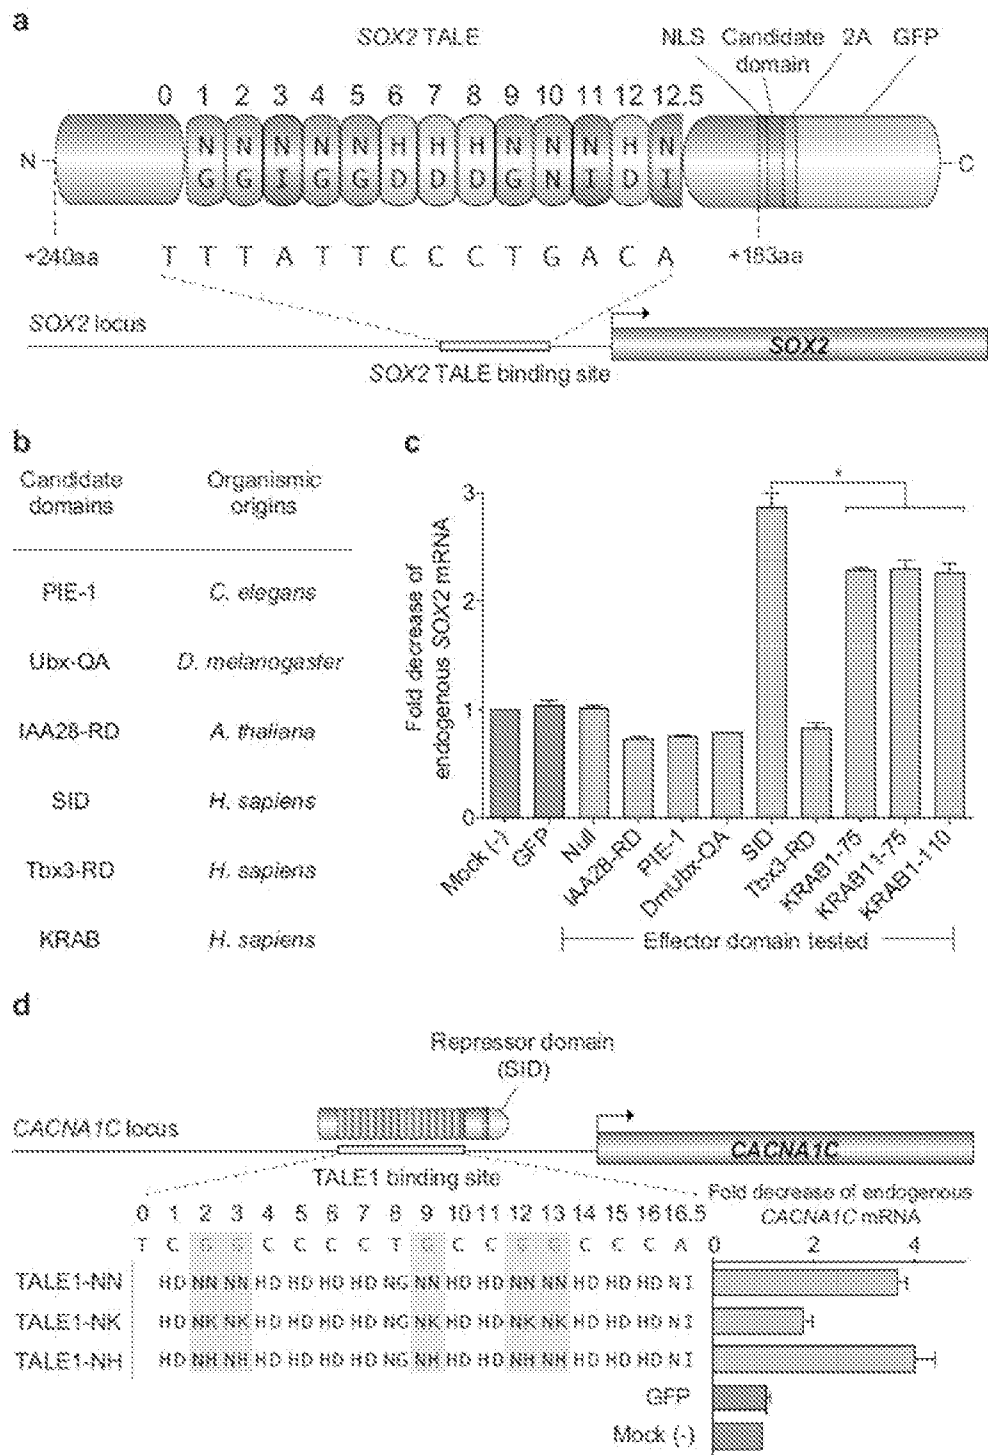 a
SOX2 TALE
NLS Candidate domain 2A GFP
0 1 2 3 4 5 6 7 8 9 10 11 12 12.5
N N N N N H H H N N N H N
N C
G G I G G D D D G N I D I
+240aa T T T A T T C C C T G A C A +183aa
SOX2 locus
SOX2
SOX2 TALE binding site
b
Candidate domains
Organismic origins
PIE-1 C. elegans
Ubx-QA D. melanogaster
IAA28-RD A. thaliana
SID H. sapiens
Tbx3-RD H. sapiens
KRAB H. sapiens
c
Fold decrease of endogenous SOX2 mRNA
3
2
1
0
*
Mock (-)
GFP
Null
IAA28-RD
PIE-1
DmUbx-QA
SID
Tbx3-RD
KRAB1-75
KRAB11-75
KRAB1-110
Effector domain tested
d
Repressor domain
(SID)
CACNA1C locus
CACNA1C
TALE1 binding site
Fold decrease of endogenous
CACNA1C mRNA
0 1 2 3 4 5 6 7 8 9 10 11 12 13 14 15 16 16.5
T C G G C C C C T G C C G G C C C A
0 2 4
TALE1-NN HD NN NN HD HD HD HD NG NN HD HD NN NN HD HD HD NI
TALE1-NK HD NK NK HD HD HD HD NG NK HD HD NK NK HD HD HD NI
TALE1-NH HD NH NH HD HD HD HD NG NH HD HD NH NH HD HD HD NI
GFP
Mock (-)